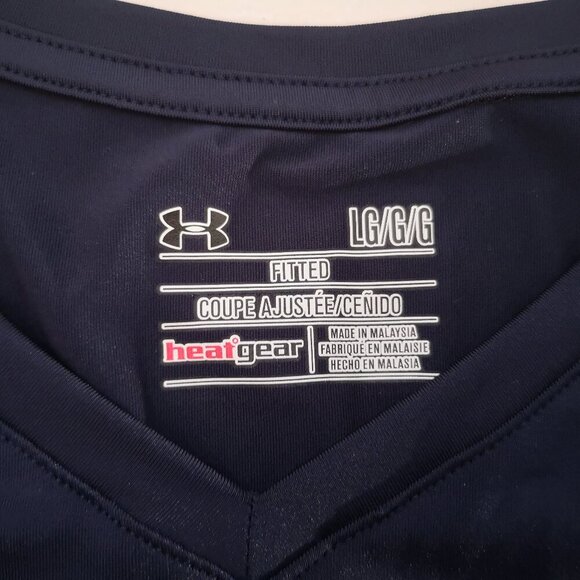 LG/G/G
FITTED
COUPE AJUSTÉE/CEÑIDO
heatgear
MADE IN MALAYSIA
FABRIQUÉ EN MALAISIE
HECHO EN MALASIA